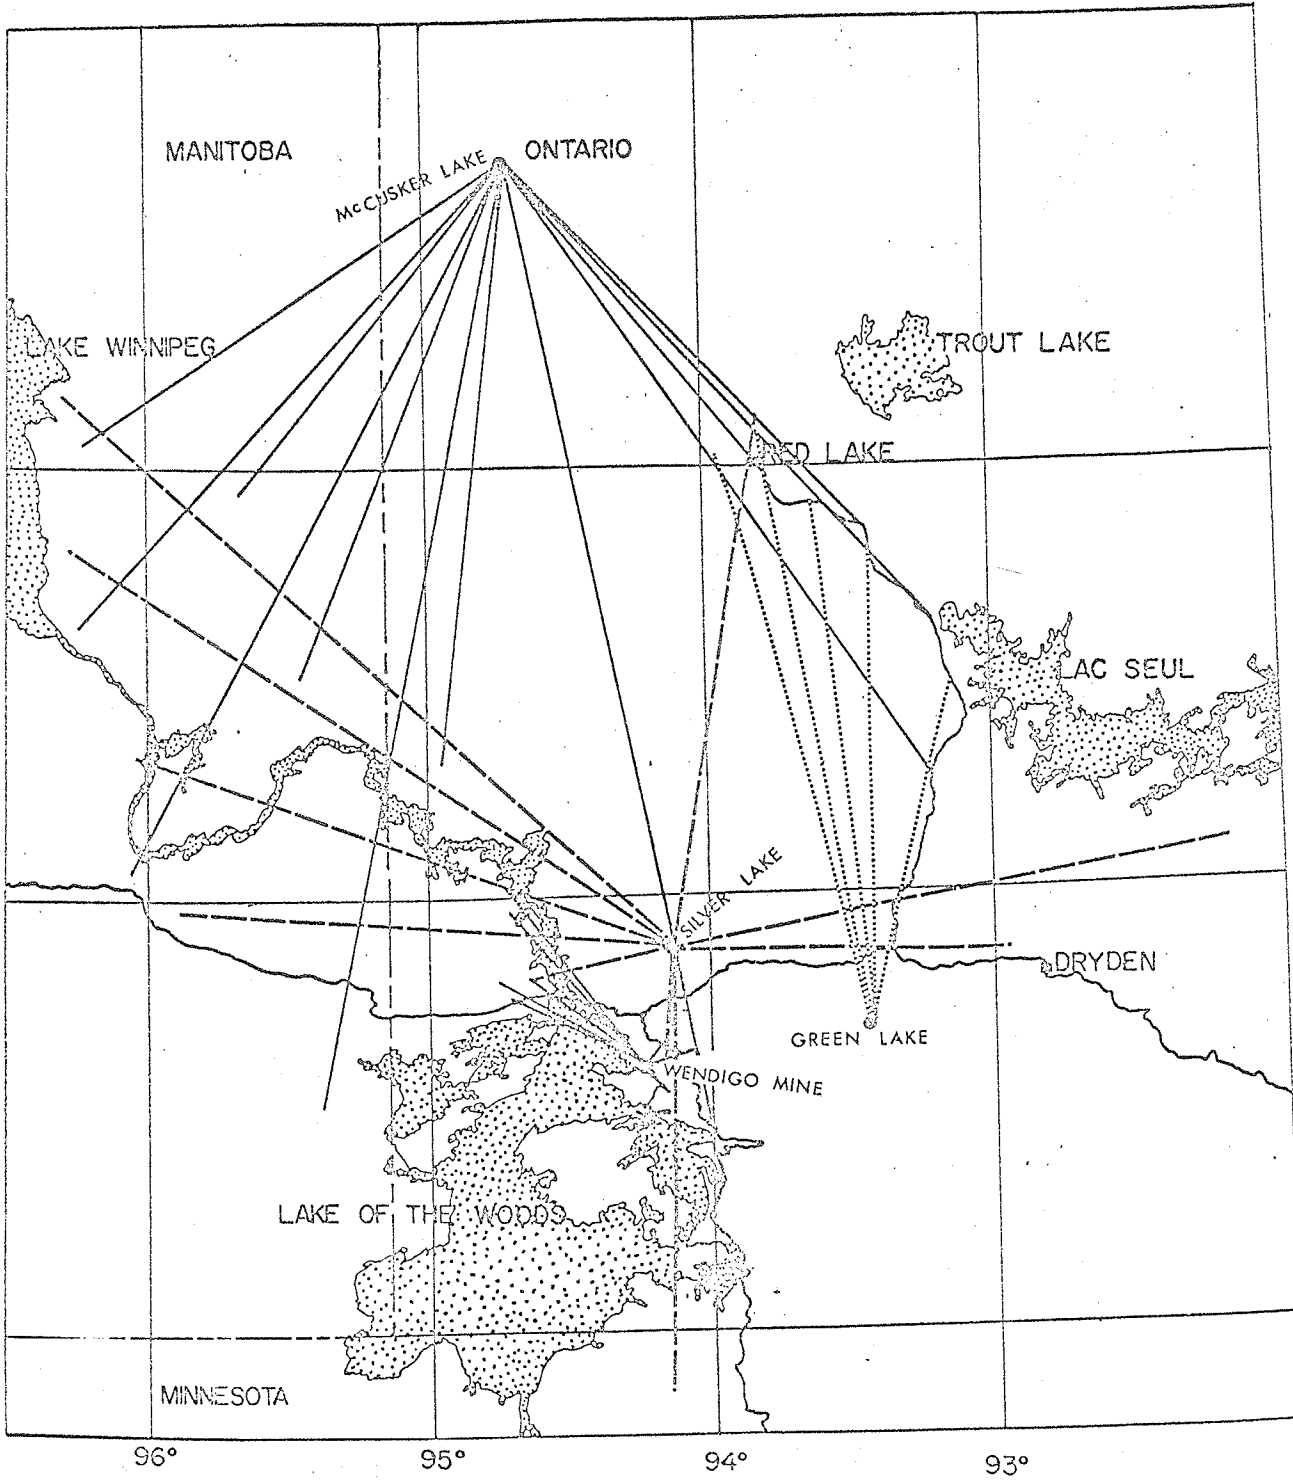 MANITOBA
ONTARIO
McCUSKER LAKE
LAKE WINNIPEG
TROUT LAKE
RED LAKE
LAC SEUL
SILVER LAKE
DRYDEN
GREEN LAKE
WENDIGO MINE
LAKE OF THE WOODS
MINNESOTA
96°
95°
94°
93°